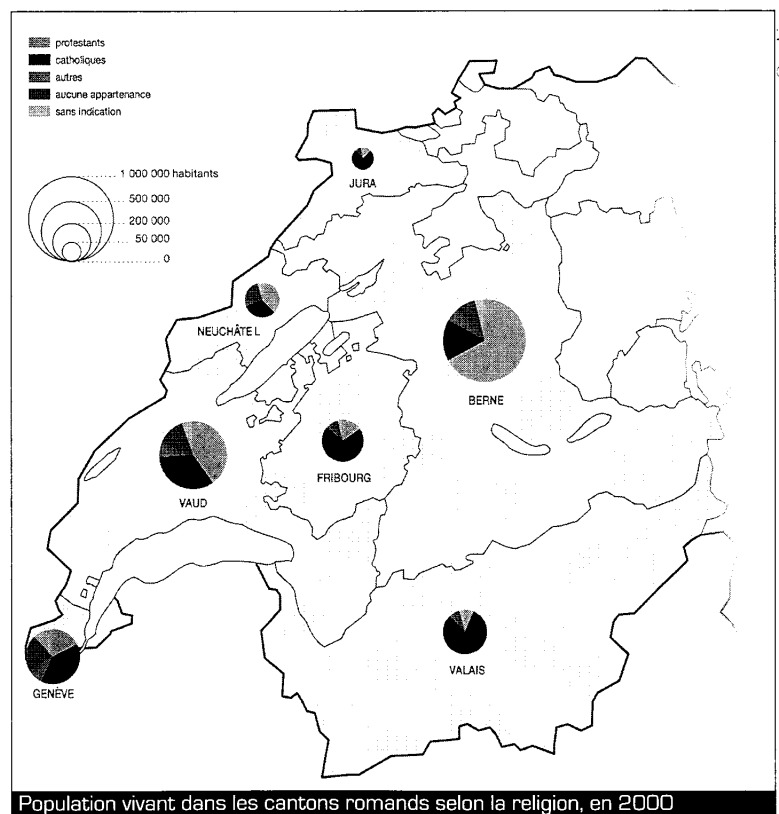 protestants
catholiques
autres
aucune appartenance
sans indication
1 000 000 habitants
500 000
200 000
50 000
0
JURA
NEUCHÂTEL
BERNE
FRIBOURG
VAUD
VALAIS
GENÈVE
Population vivant dans les cantons romands selon la religion, en 2000